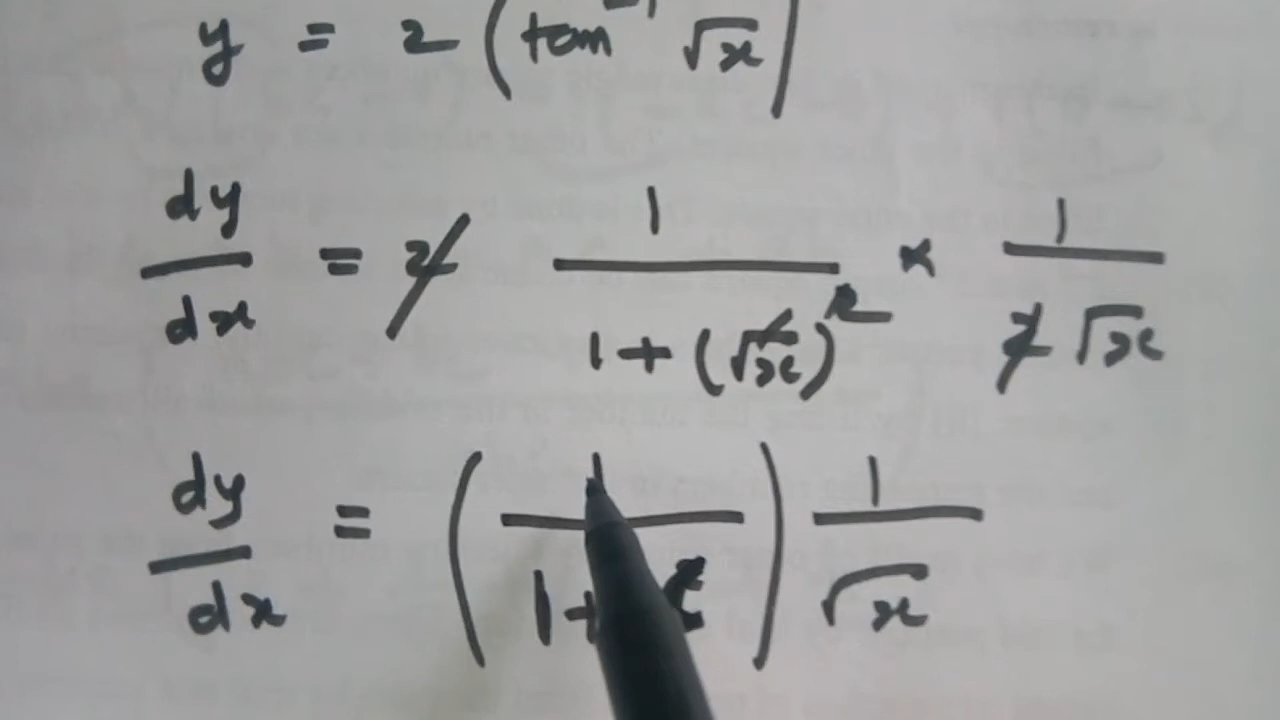 y = 2 (tan⁻¹ √x)
dy/dx = 2 1/(1 + (√x)²) × 1/(2 √x)
dy/dx = (1/(1 + x)) 1/√x